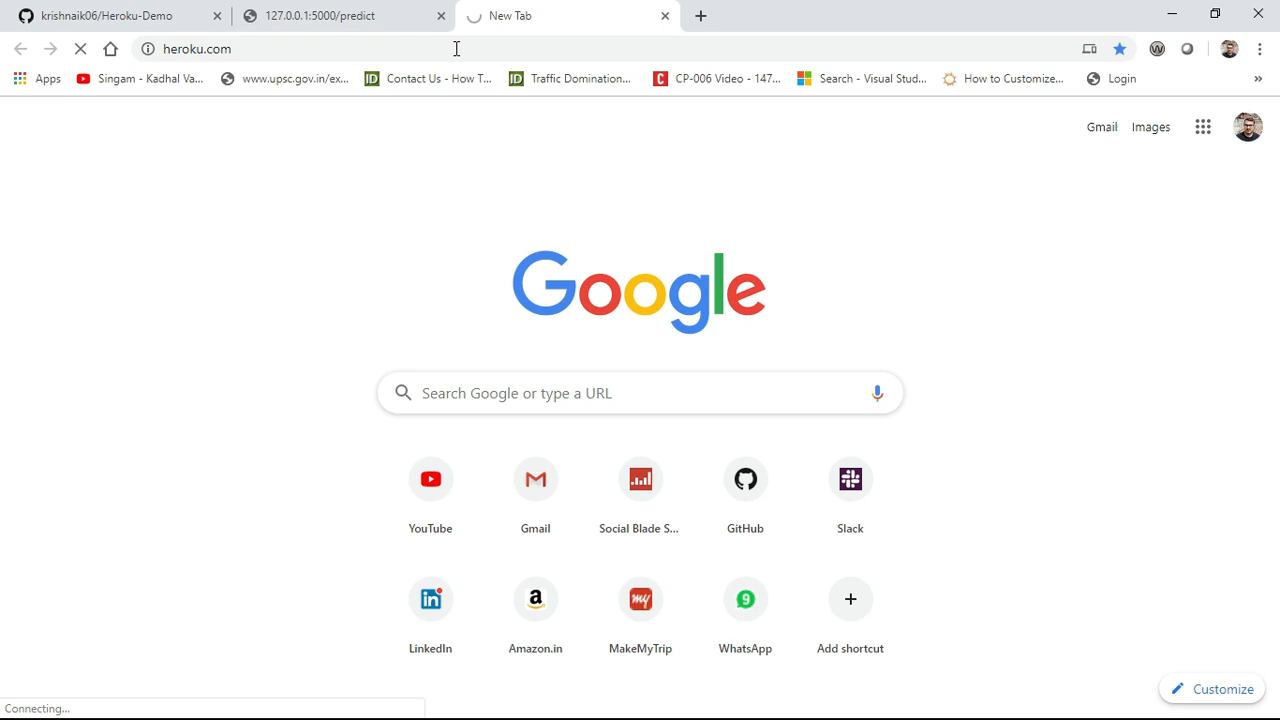 krishnaik06/Heroku-Demo
127.0.0.1:5000/predict
New Tab
heroku.com
Apps
Singam - Kadhal Va...
www.upsc.gov.in/ex...
Contact Us - How T...
Traffic Domination...
CP-006 Video - 147...
Search - Visual Stud...
How to Customize...
Login
Gmail
Images
Google
Search Google or type a URL
YouTube
Gmail
Social Blade S...
GitHub
Slack
LinkedIn
Amazon.in
MakeMyTrip
WhatsApp
Add shortcut
Customize
Connecting...